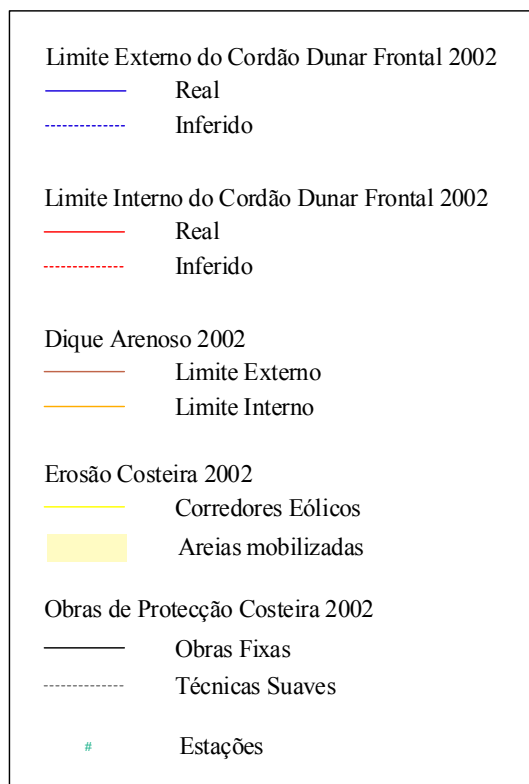 Limite Externo do Cordão Dunar Frontal 2002
Real
Inferido
Limite Interno do Cordão Dunar Frontal 2002
Real
Inferido
Dique Arenoso 2002
Limite Externo
Limite Interno
Erosão Costeira 2002
Corredores Eólicos
Areias mobilizadas
Obras de Protecção Costeira 2002
Obras Fixas
Técnicas Suaves
# Estações